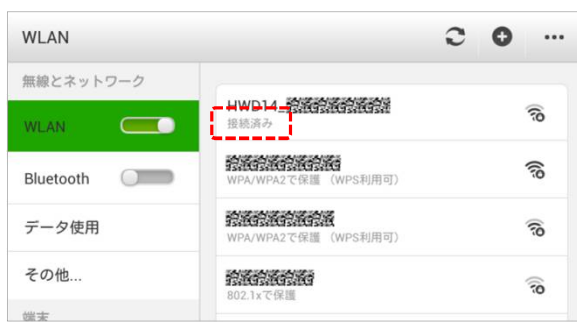 WLAN
無線とネットワーク
WLAN
Bluetooth
データ使用
その他...
端末
HWD14_
接続済み
WPA/WPA2で保護 (WPS利用可)
WPA/WPA2で保護 (WPS利用可)
802.1xで保護